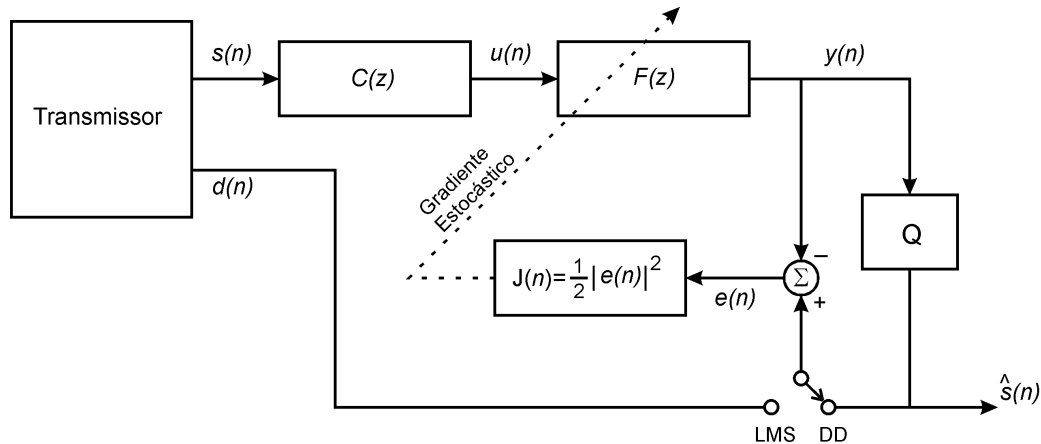 s(n)
u(n)
y(n)
Transmissor
C(z)
F(z)
d(n)
Gradiente
Estocástico
Q
J(n)=½|e(n)|²
e(n)
Σ
−
+
ŝ(n)
LMS
DD